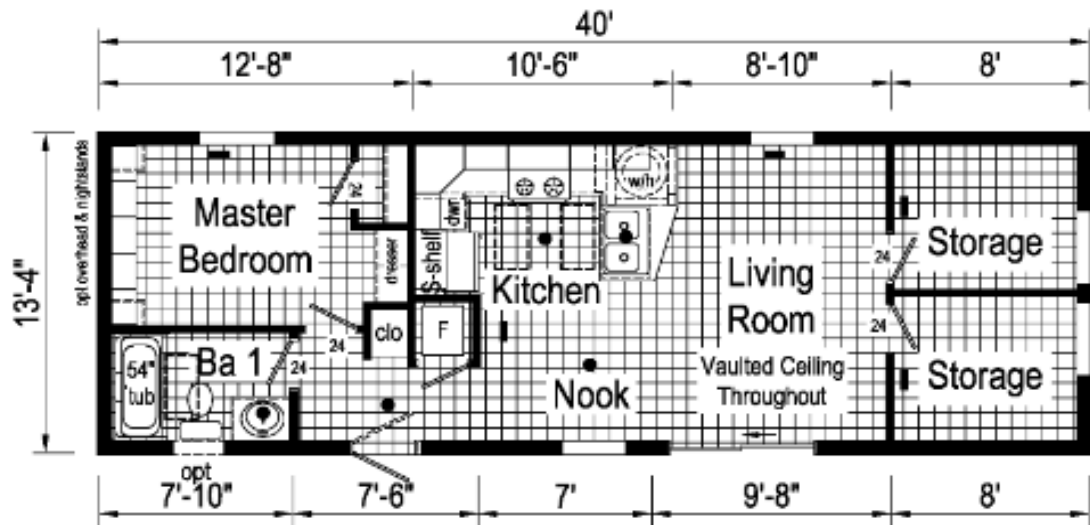 40'
12'-8"
10'-6"
8'-10"
8'
13'-4"
opt overhead & nightstands
Master
Bedroom
24
dresser
S-shelf
dwr
w/h
Kitchen
Living
Room
Vaulted Ceiling
Throughout
24
Storage
24
Storage
clo
F
24
Ba 1
24
54"
tub
Nook
opt
7'-10"
7'-6"
7'
9'-8"
8'